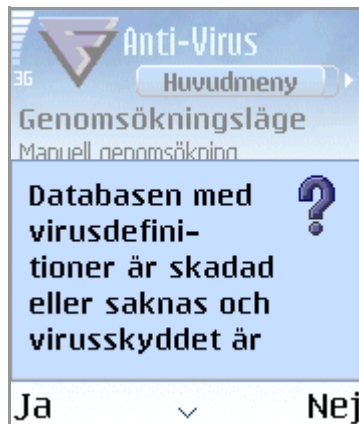 3G
Anti-Virus
Huvudmeny
Genomsökningsläge
Manuell genomsökning
Databasen med
virusdefini-
tioner är skadad
eller saknas och
virusskyddet är
Ja
Nej